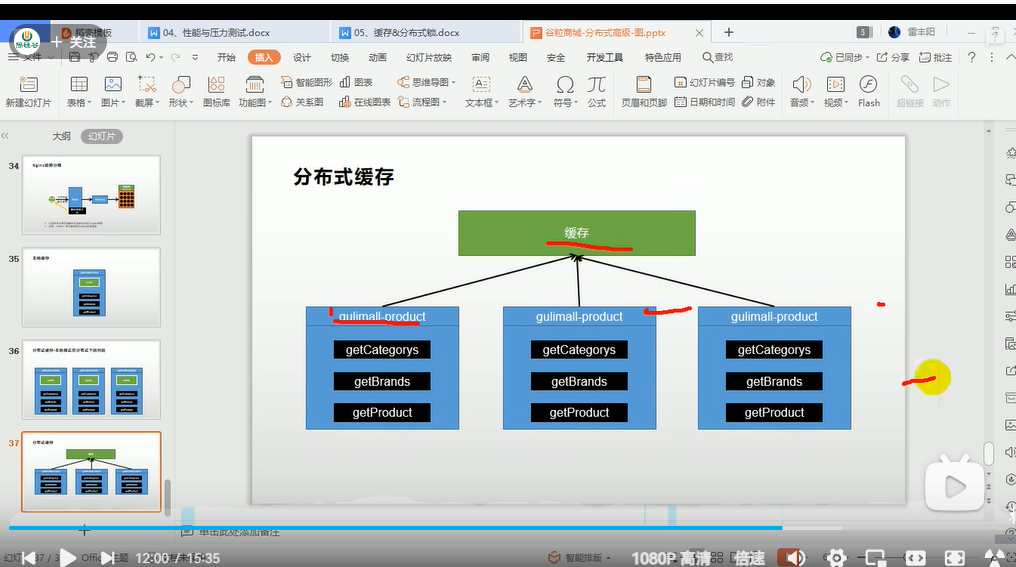 稻壳模板
04、性能与压力测试.docx
05、缓存&分布式锁.docx
谷粒商城-分布式高级-图.pptx
3
雷丰阳
尚硅谷
+ 关注
文件
开始
插入
设计
切换
动画
幻灯片放映
审阅
视图
安全
开发工具
特色应用
查找
已同步
分享
批注
新建幻灯片
表格
图片
截屏
形状
图标库
功能图
智能图形
图表
关系图
在线图表
思维导图
流程图
文本框
艺术字
符号
公式
页眉和页脚
幻灯片编号
对象
日期和时间
附件
音频
视频
Flash
超链接
动作
大纲
幻灯片
34
35
36
37
分布式缓存
缓存
gulimall-product
gulimall-product
gulimall-product
getCategorys
getCategorys
getCategorys
getBrands
getBrands
getBrands
getProduct
getProduct
getProduct
单击此处添加备注
12:00 / 15:35
智能排版
1080P 高清
倍速